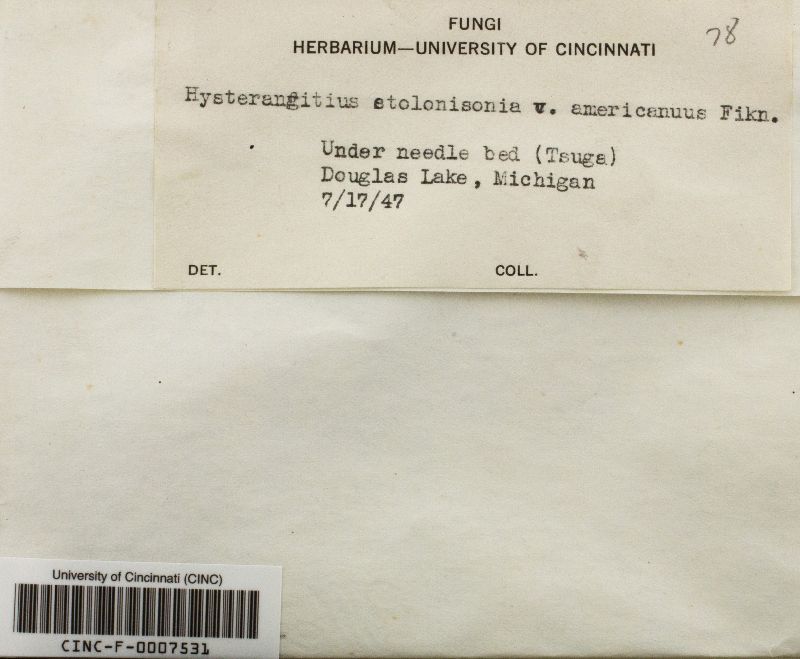 FUNGI
HERBARIUM—UNIVERSITY OF CINCINNATI
78
Hysterangitius stolonisonia v. americanuus Fikn.
Under needle bed (Tsuga)
Douglas Lake, Michigan
7/17/47
DET. COLL.
University of Cincinnati (CINC)
CINC-F-0007531